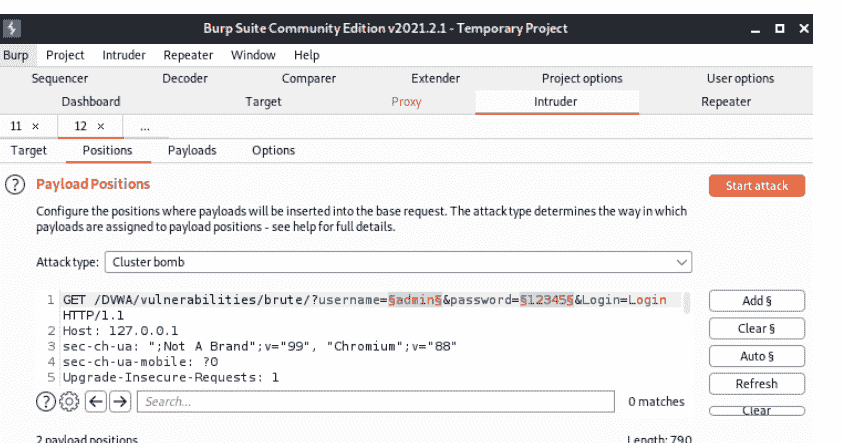 Burp Suite Community Edition v2021.2.1 - Temporary Project
Burp Project Intruder Repeater Window Help
Sequencer Decoder Comparer Extender Project options User options
Dashboard Target Proxy Intruder Repeater
11 × 12 × ...
Target Positions Payloads Options
? Payload Positions Start attack
Configure the positions where payloads will be inserted into the base request. The attack type determines the way in which
payloads are assigned to payload positions - see help for full details.
Attack type: Cluster bomb
1 GET /DVWA/vulnerabilities/brute/?username=§admin§&password=§12345§&Login=Login
HTTP/1.1
2 Host: 127.0.0.1
3 sec-ch-ua: ";Not A Brand";v="99", "Chromium";v="88"
4 sec-ch-ua-mobile: ?0
5 Upgrade-Insecure-Requests: 1
Add §
Clear §
Auto §
Refresh
? Search... 0 matches Clear
2 payload positions Length: 790